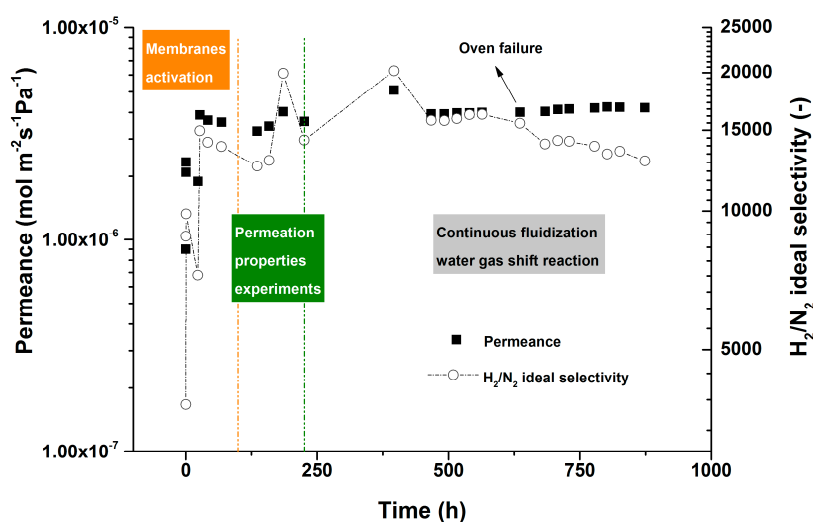 1.00x10⁻⁵
1.00x10⁻⁶
1.00x10⁻⁷
Permeance (mol m⁻²s⁻¹Pa⁻¹)
Membranes
activation
Oven failure
Permeation
properties
experiments
Continuous fluidization
water gas shift reaction
Permeance
H₂/N₂ ideal selectivity
25000
20000
15000
10000
5000
H₂/N₂ ideal selectivity (-)
0 250 500 750 1000
Time (h)